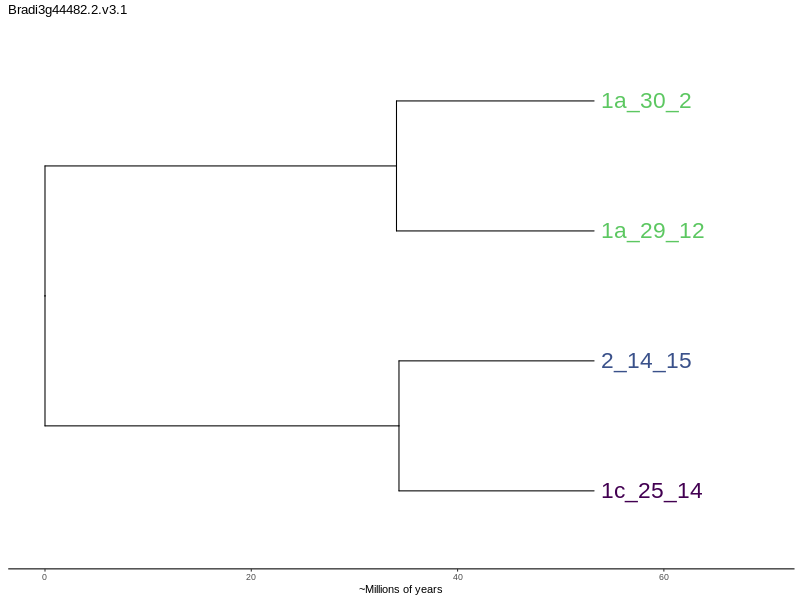 Bradi3g44482.2.v3.1
1a_30_2
1a_29_12
2_14_15
1c_25_14
0 20 40 60
~Millions of years